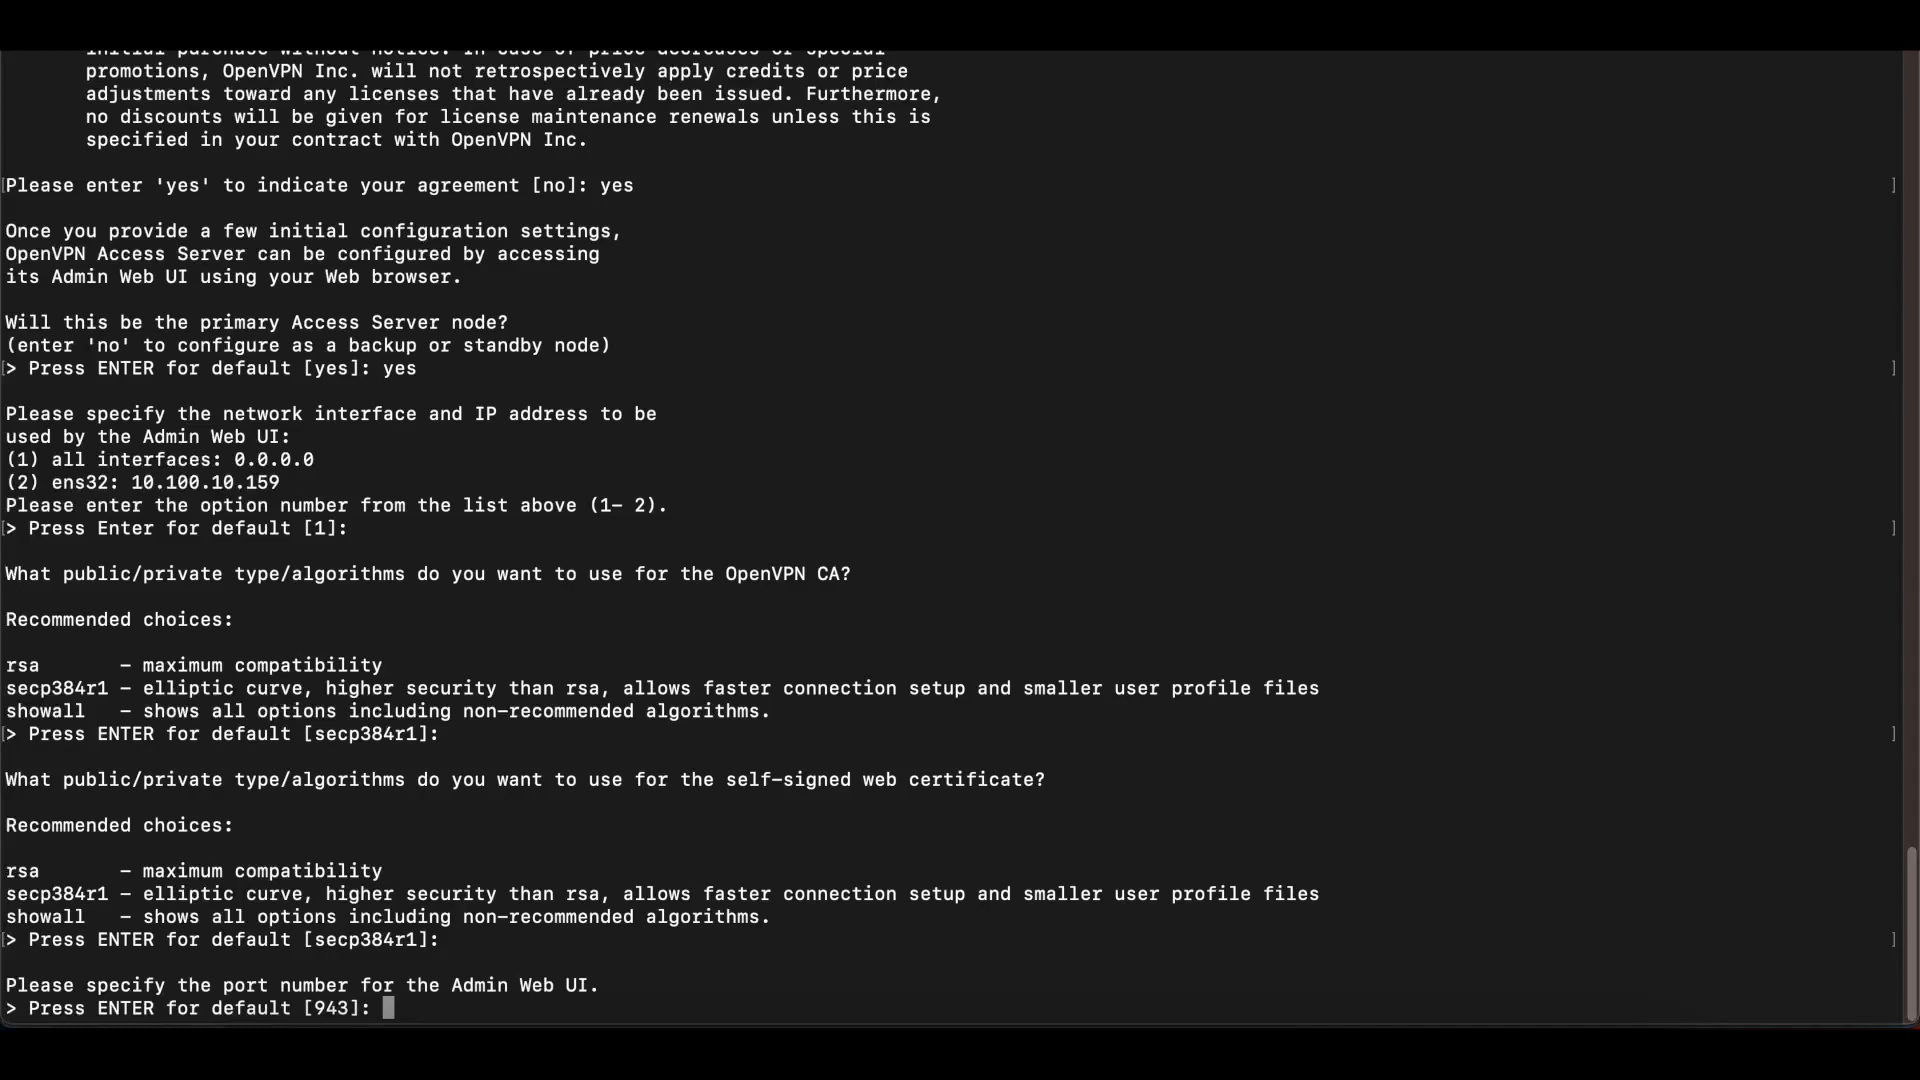 initial purchase without notice. In case of price decreases or special
promotions, OpenVPN Inc. will not retrospectively apply credits or price
adjustments toward any licenses that have already been issued. Furthermore,
no discounts will be given for license maintenance renewals unless this is
specified in your contract with OpenVPN Inc.
[Please enter 'yes' to indicate your agreement [no]: yes ]
Once you provide a few initial configuration settings,
OpenVPN Access Server can be configured by accessing
its Admin Web UI using your Web browser.
Will this be the primary Access Server node?
(enter 'no' to configure as a backup or standby node)
[> Press ENTER for default [yes]: yes ]
Please specify the network interface and IP address to be
used by the Admin Web UI:
(1) all interfaces: 0.0.0.0
(2) ens32: 10.100.10.159
Please enter the option number from the list above (1- 2).
[> Press Enter for default [1]: ]
What public/private type/algorithms do you want to use for the OpenVPN CA?
Recommended choices:
rsa       - maximum compatibility
secp384r1 - elliptic curve, higher security than rsa, allows faster connection setup and smaller user profile files
showall   - shows all options including non-recommended algorithms.
[> Press ENTER for default [secp384r1]: ]
What public/private type/algorithms do you want to use for the self-signed web certificate?
Recommended choices:
rsa       - maximum compatibility
secp384r1 - elliptic curve, higher security than rsa, allows faster connection setup and smaller user profile files
showall   - shows all options including non-recommended algorithms.
[> Press ENTER for default [secp384r1]: ]
Please specify the port number for the Admin Web UI.
> Press ENTER for default [943]: